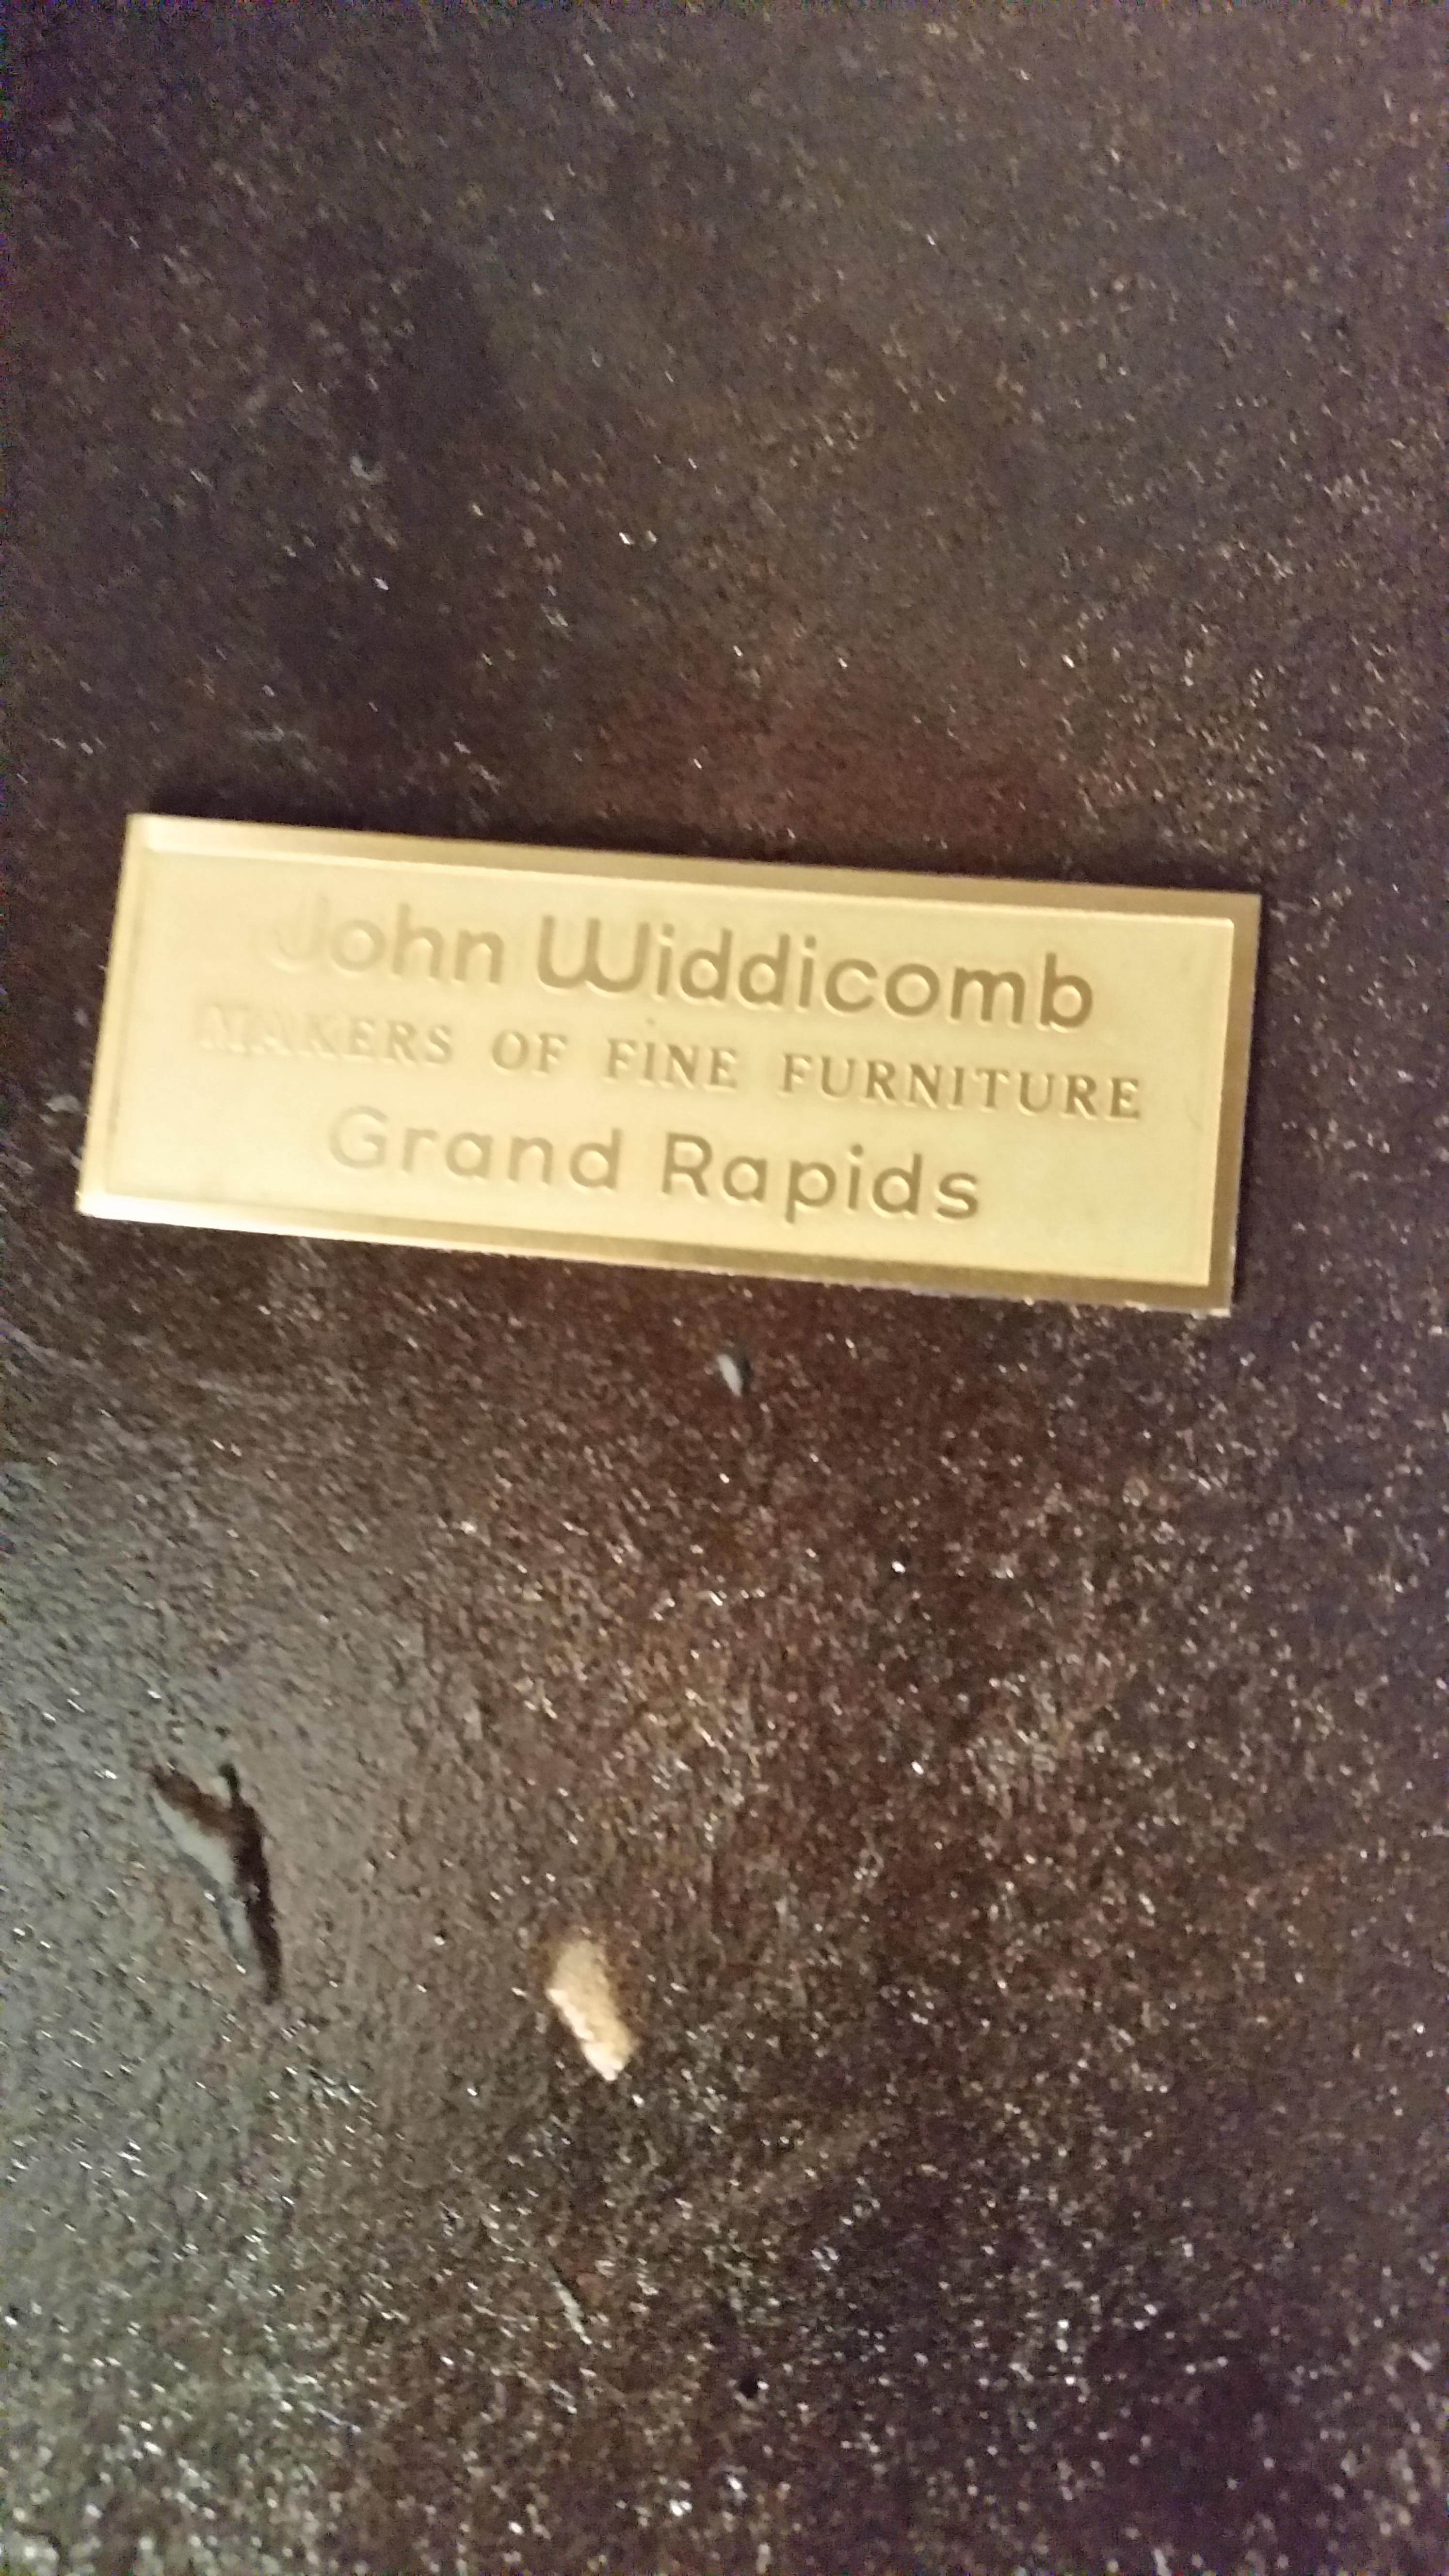 John Widdicomb
MAKERS OF FINE FURNITURE
Grand Rapids